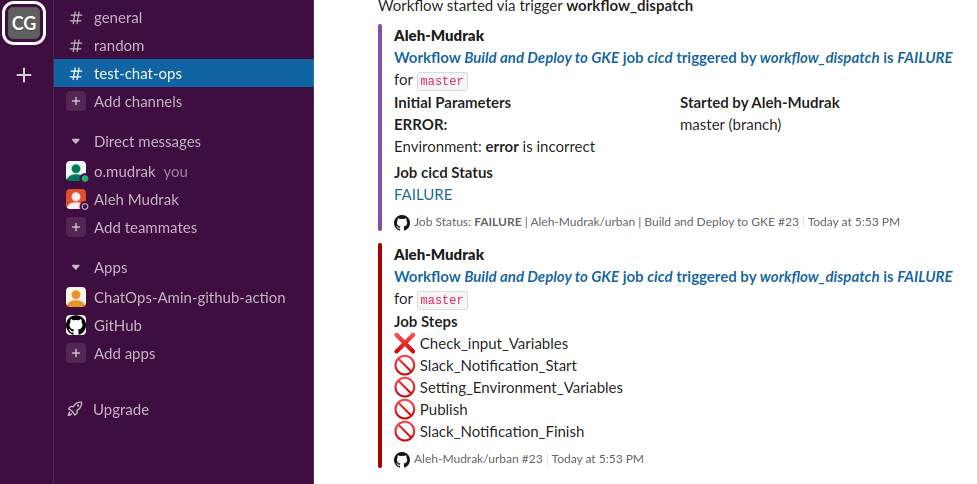 CG
# general
# random
# test-chat-ops
+ Add channels
Direct messages
o.mudrak you
Aleh Mudrak
+ Add teammates
Apps
ChatOps-Amin-github-action
GitHub
+ Add apps
Upgrade
Workflow started via trigger workflow_dispatch
Aleh-Mudrak
Workflow Build and Deploy to GKE job cicd triggered by workflow_dispatch is FAILURE
for master
Initial Parameters
Started by Aleh-Mudrak
ERROR:
master (branch)
Environment: error is incorrect
Job cicd Status
FAILURE
Job Status: FAILURE | Aleh-Mudrak/urban | Build and Deploy to GKE #23 | Today at 5:53 PM
Aleh-Mudrak
Workflow Build and Deploy to GKE job cicd triggered by workflow_dispatch is FAILURE
for master
Job Steps
Check_input_Variables
Slack_Notification_Start
Setting_Environment_Variables
Publish
Slack_Notification_Finish
Aleh-Mudrak/urban #23 | Today at 5:53 PM